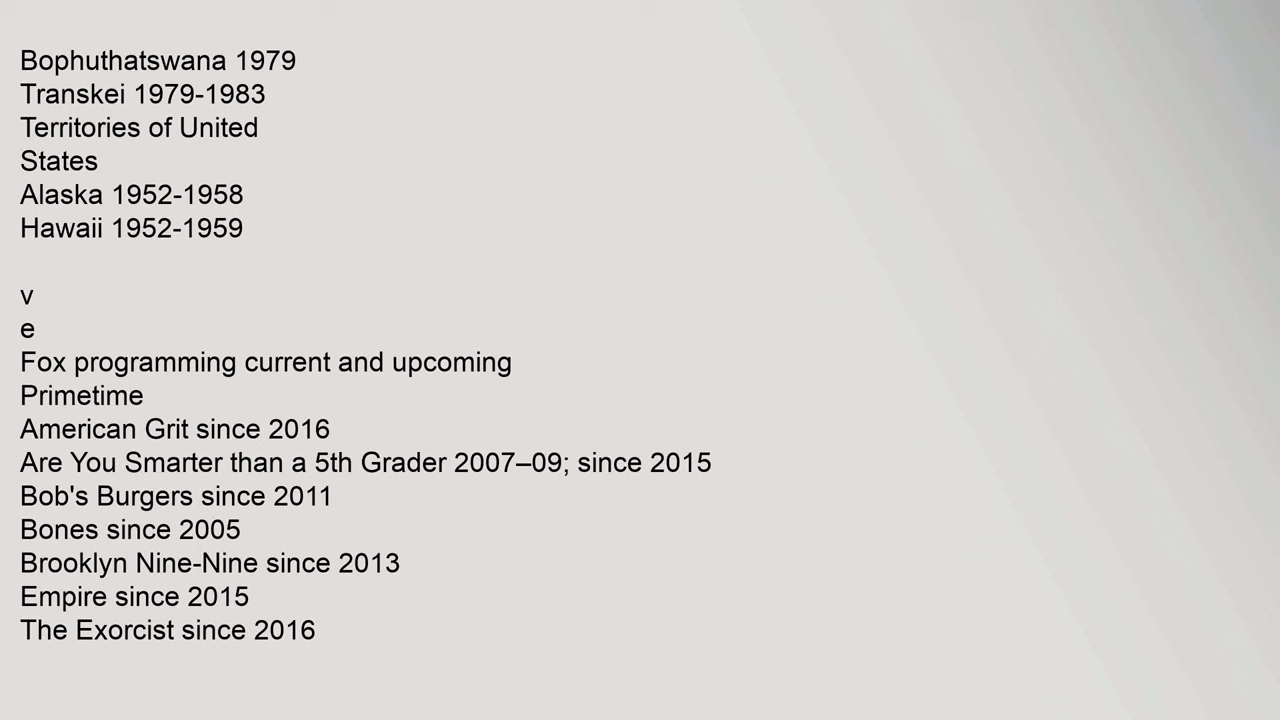 Bophuthatswana 1979
Transkei 1979-1983
Territories of United
States
Alaska 1952-1958
Hawaii 1952-1959
v
e
Fox programming current and upcoming
Primetime
American Grit since 2016
Are You Smarter than a 5th Grader 2007–09; since 2015
Bob's Burgers since 2011
Bones since 2005
Brooklyn Nine-Nine since 2013
Empire since 2015
The Exorcist since 2016